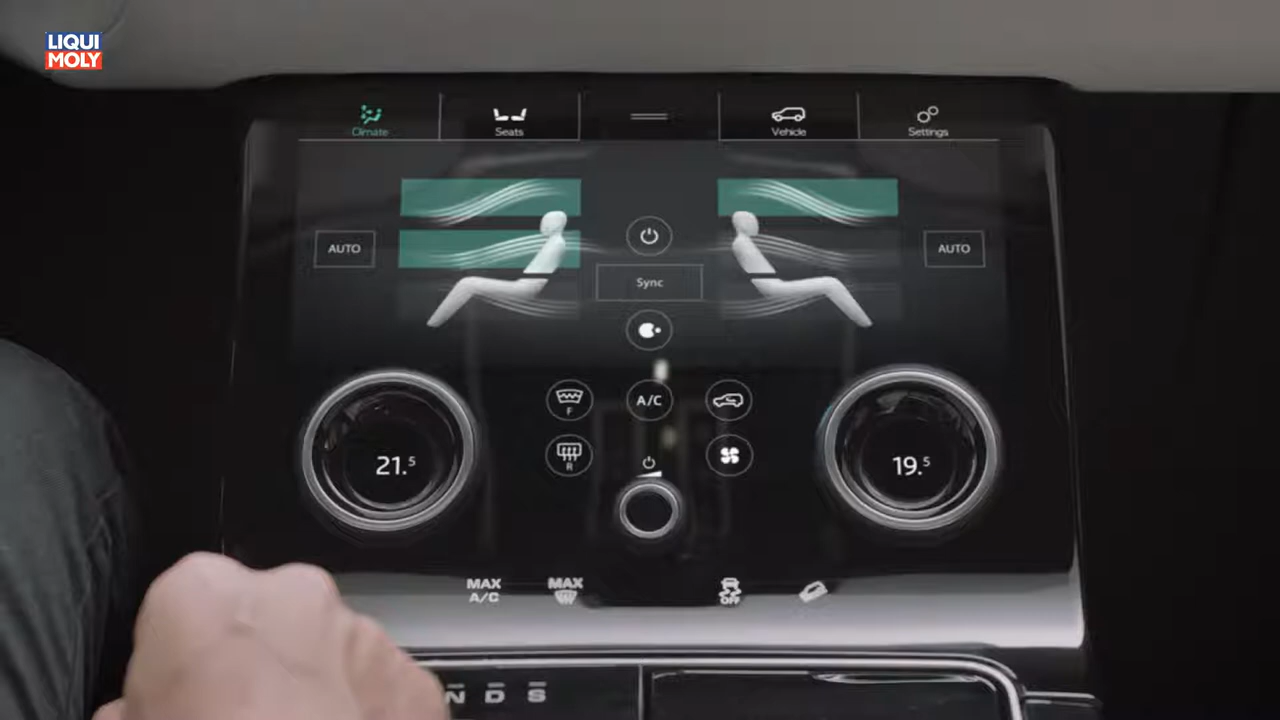 LIQUI
MOLY
Climate
Seats
Vehicle
Settings
AUTO
AUTO
Sync
F
A/C
R
21.5
19.5
MAX
A/C
MAX
OFF
N D S